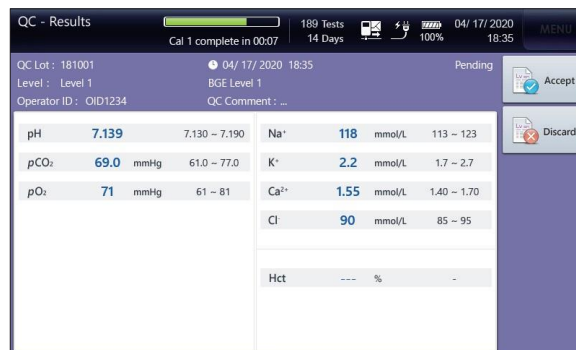 QC - Results
Cal 1 complete in 00:07
189 Tests
14 Days
100%
04/ 17/ 2020
18:35
MENU
QC Lot : 181001
04/ 17/ 2020 18:35
Pending
Level : Level 1
BGE Level 1
Operator ID : OID1234
QC Comment : ...
Accept
Discard
pH 7.139 7.130 ~ 7.190
pCO₂ 69.0 mmHg 61.0 ~ 77.0
pO₂ 71 mmHg 61 ~ 81
Na⁺ 118 mmol/L 113 ~ 123
K⁺ 2.2 mmol/L 1.7 ~ 2.7
Ca²⁺ 1.55 mmol/L 1.40 ~ 1.70
Cl⁻ 90 mmol/L 85 ~ 95
Hct --- % -